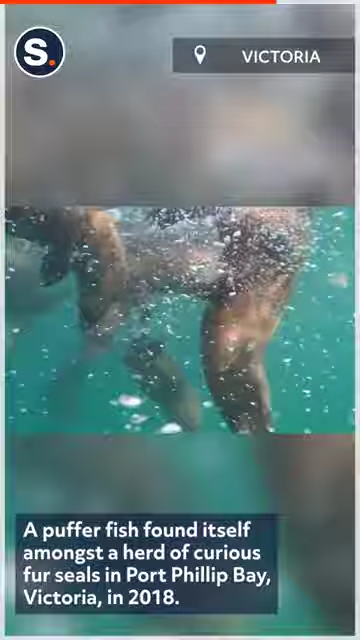 S.
VICTORIA
A puffer fish found itself
amongst a herd of curious
fur seals in Port Phillip Bay,
Victoria, in 2018.